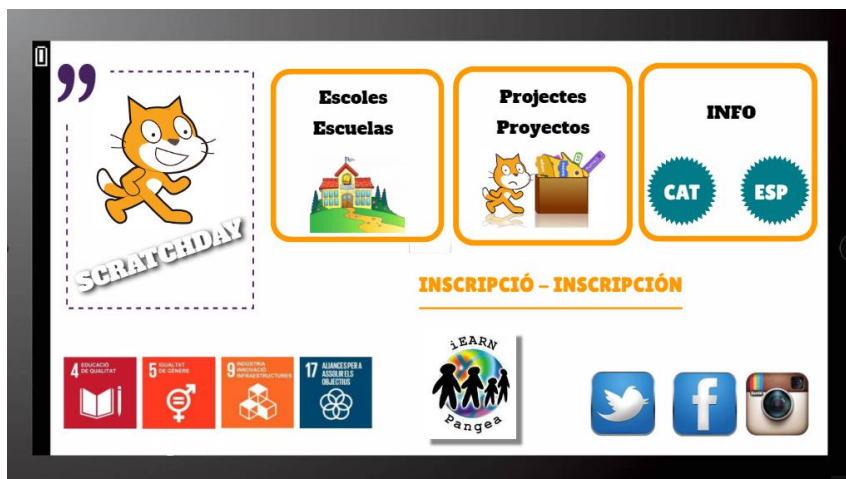 SCRATCHDAY
Escoles
Escuelas
Projectes
Proyectos
INFO
CAT
ESP
INSCRIPCIÓ - INSCRIPCIÓN
4 EDUCACIÓ
DE QUALITAT
5 IGUALTAT
DE GÈNERE
9 INDÚSTRIA
INNOVACIÓ
INFRAESTRUCTURES
17 ALIANCES PER A
ASSOLIR ELS
OBJECTIUS
iEARN
Pangea